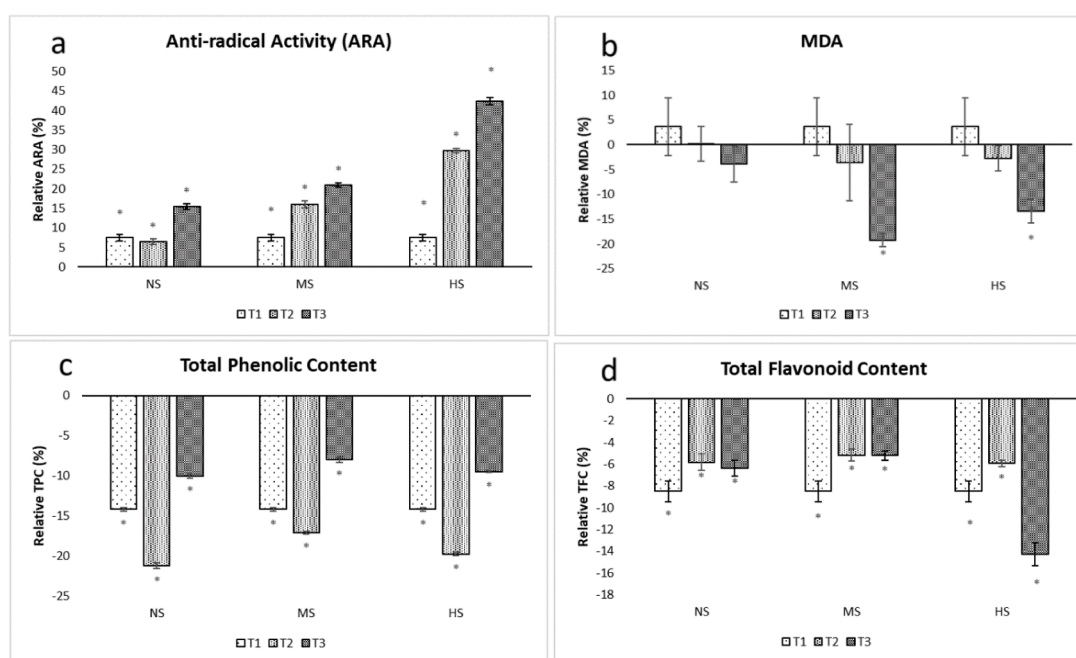 a
Anti-radical Activity (ARA)
Relative ARA (%)
50
45
40
35
30
25
20
15
10
5
0
*
*
*
*
*
*
*
*
*
NS
MS
HS
T1 T2 T3
b
MDA
Relative MDA (%)
15
10
5
0
-5
-10
-15
-20
-25
*
*
NS
MS
HS
T1 T2 T3
c
Total Phenolic Content
Relative TPC (%)
0
-5
-10
-15
-20
-25
*
*
*
*
*
*
*
*
*
NS
MS
HS
T1 T2 T3
d
Total Flavonoid Content
Relative TFC (%)
0
-2
-4
-6
-8
-10
-12
-14
-16
-18
*
*
*
*
*
*
*
*
*
NS
MS
HS
T1 T2 T3